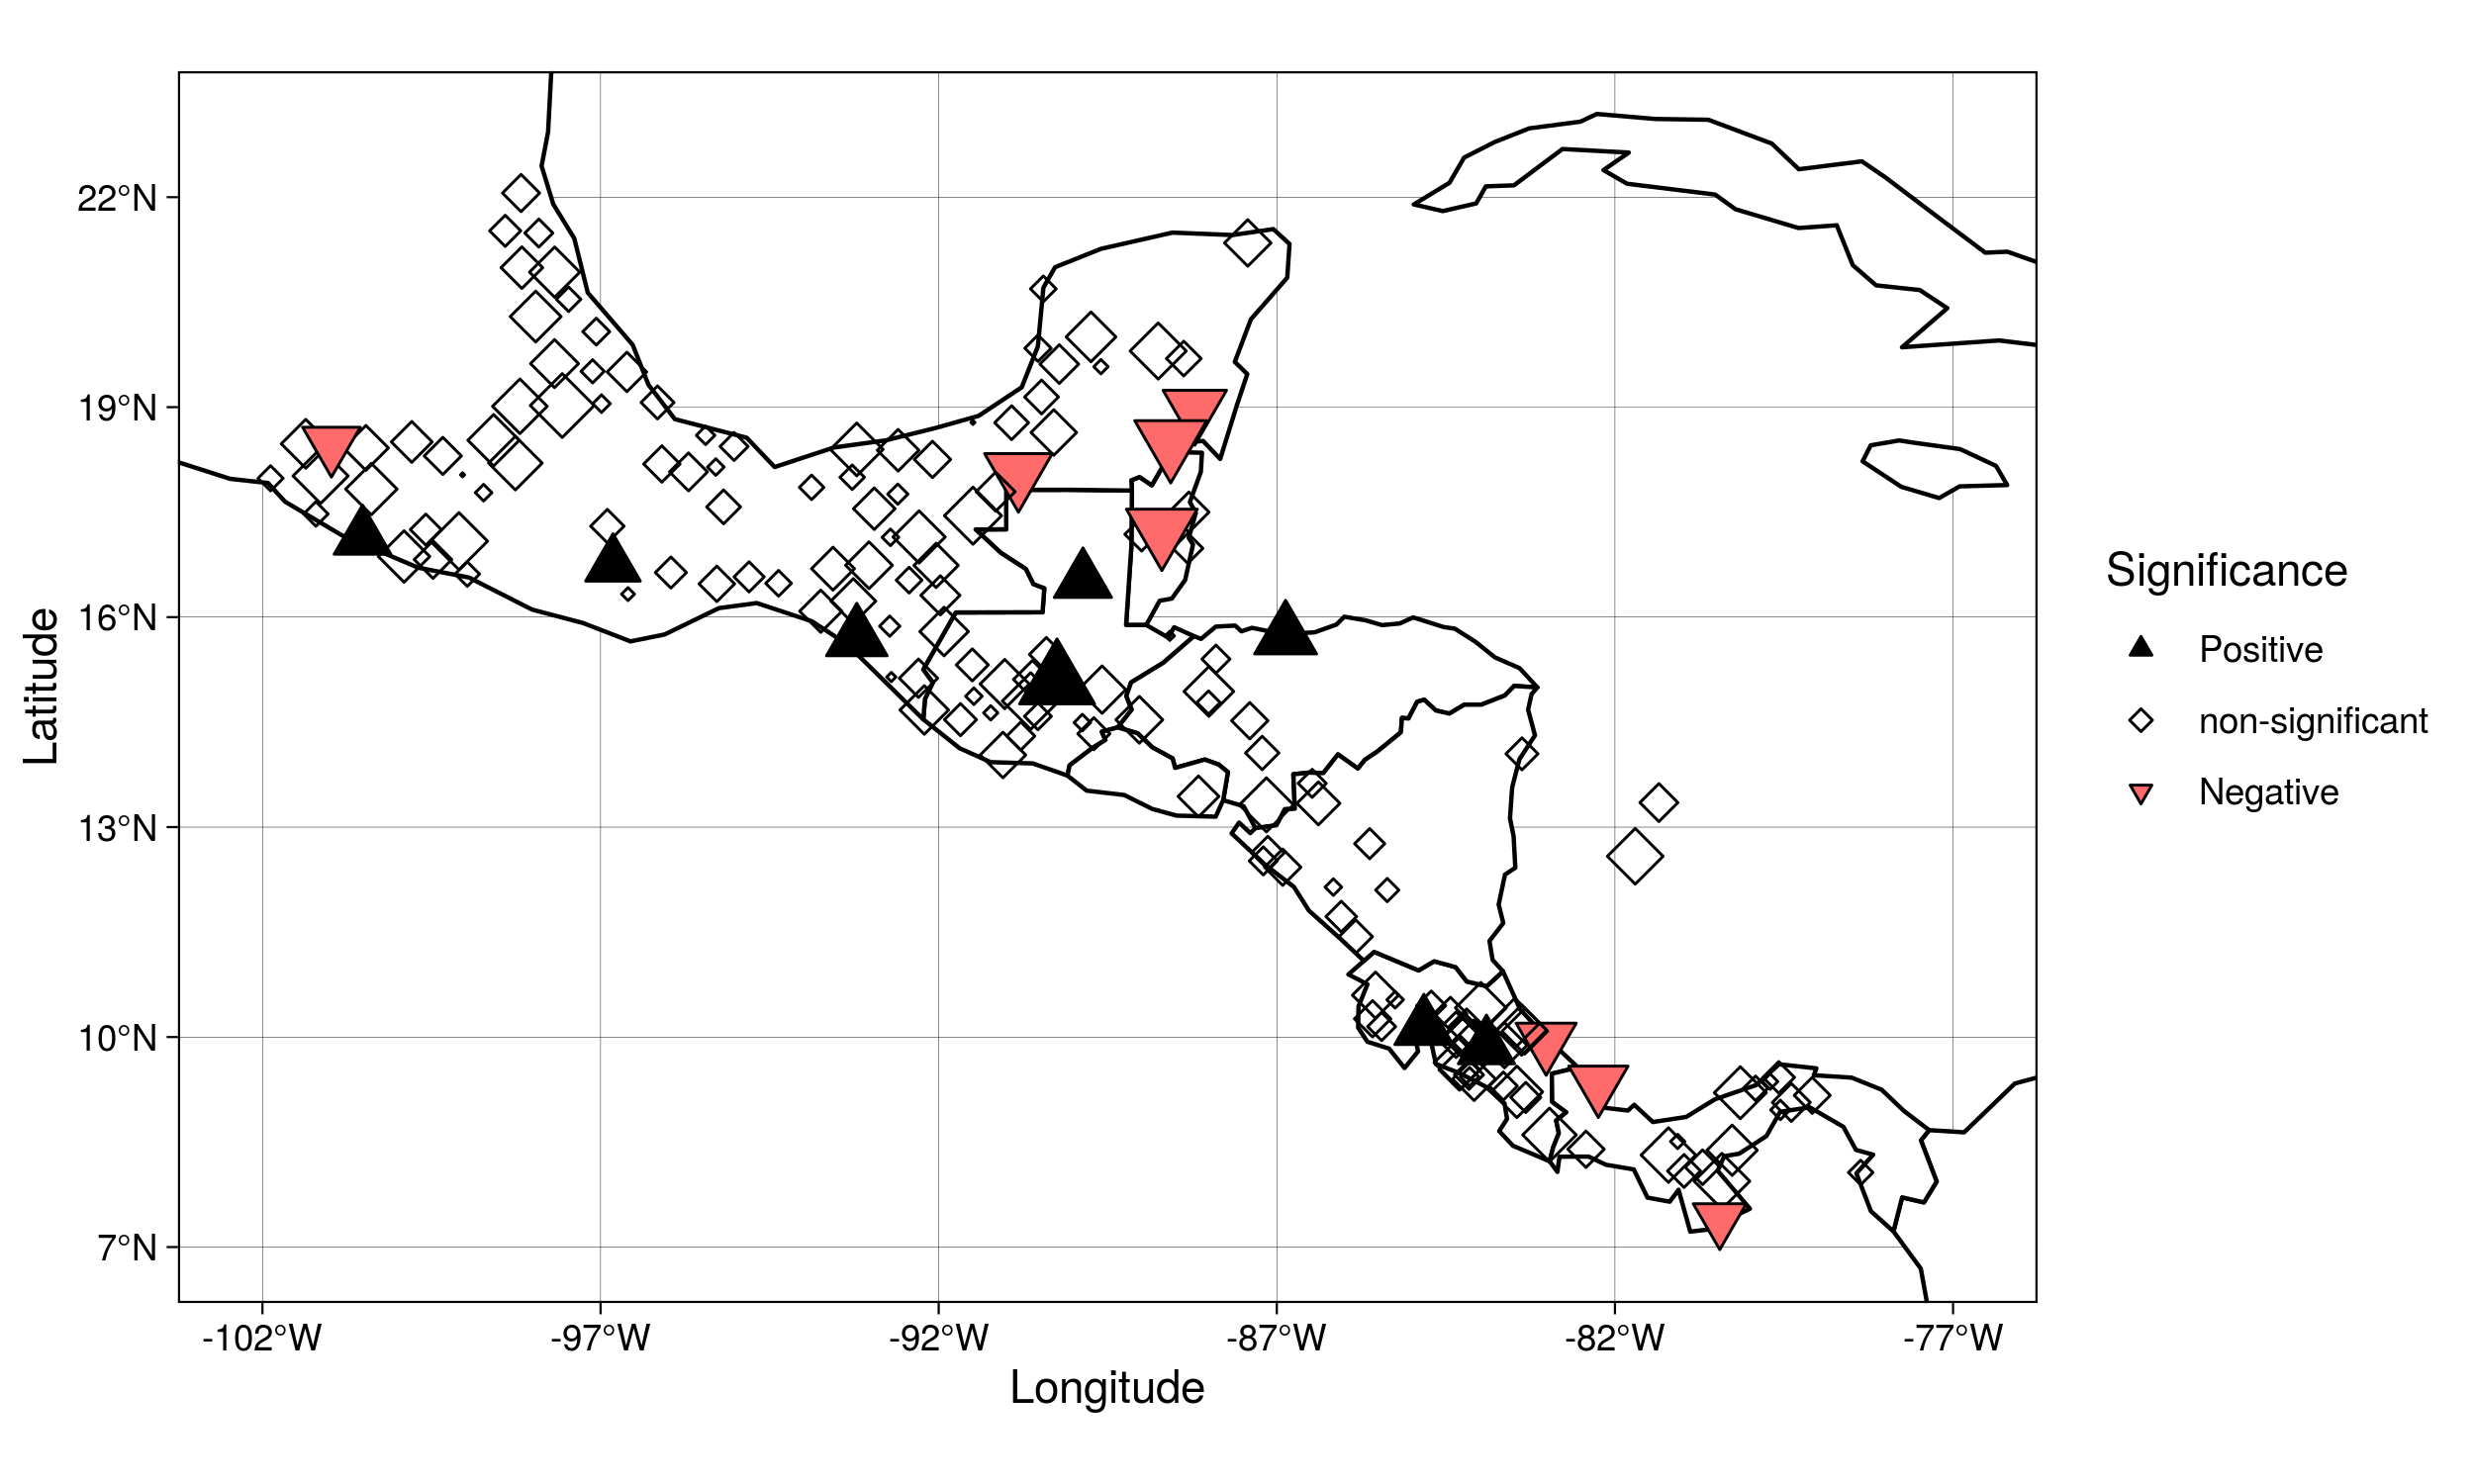 22°N
19°N
16°N
13°N
10°N
7°N
Latitude
-102°W
-97°W
-92°W
-87°W
-82°W
-77°W
Longitude
Significance
Positive
non-significant
Negative